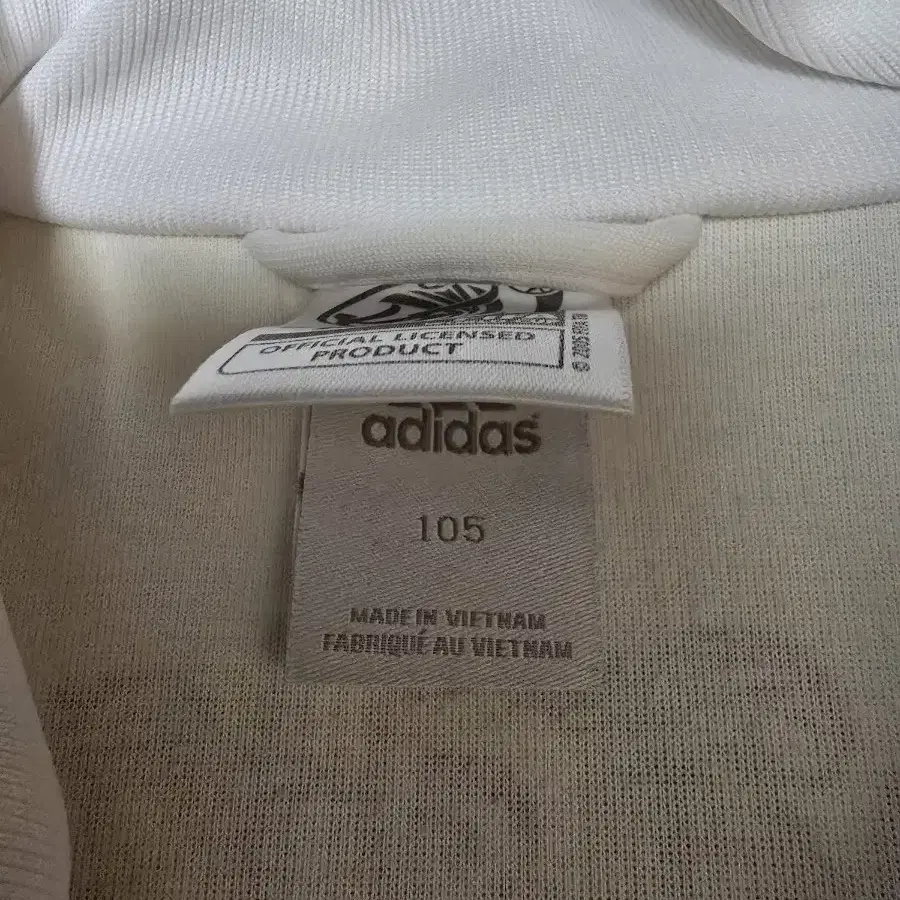 OFFICIAL LICENSED
PRODUCT
adidas
105
MADE IN VIETNAM
FABRIQUÉ AU VIETNAM